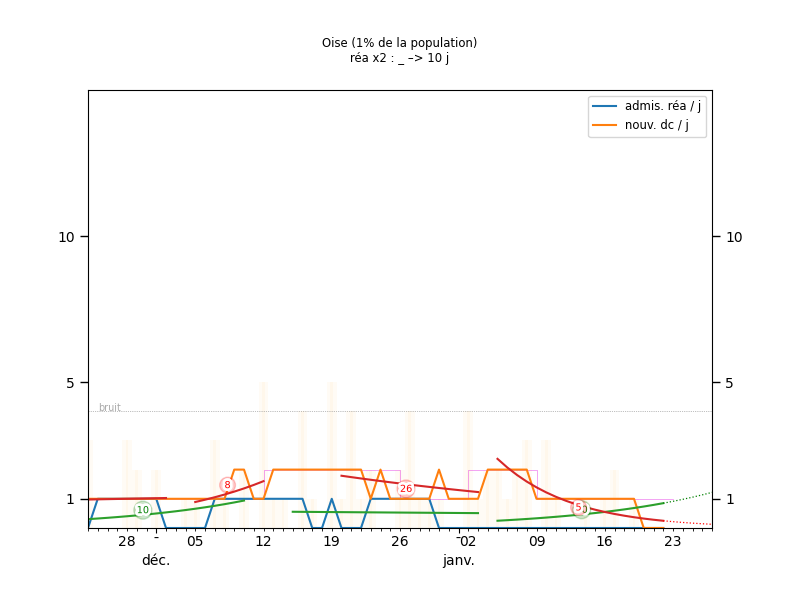 Oise (1% de la population)
réa x2 : _ –> 10 j
admis. réa / j
nouv. dc / j
10 10
5 5
bruit
8
26
10
5
1 1
28 - 05 12 19 26 -02 09 16 23
déc. janv.